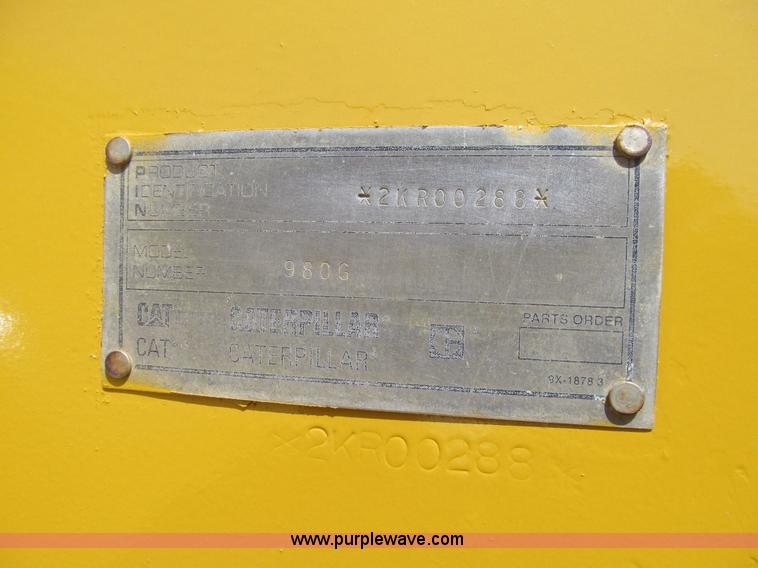 PRODUCT
IDENTIFICATION
NUMBER
*2KR00288*
MODEL
NUMBER
980G
CAT® CATERPILLAR®
CAT® CATERPILLAR®
PARTS ORDER
9X-1878 3
*2KR00288
www.purplewave.com